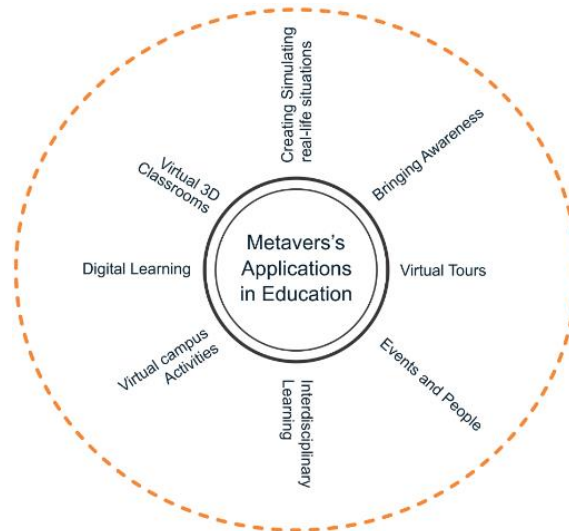 Metavers's
Applications
in Education
Creating Simulating
real-life situations
Bringing Awareness
Virtual Tours
Events and People
Interdisciplinary
Learning
Virtual campus
Activities
Digital Learning
Virtual 3D
Classrooms